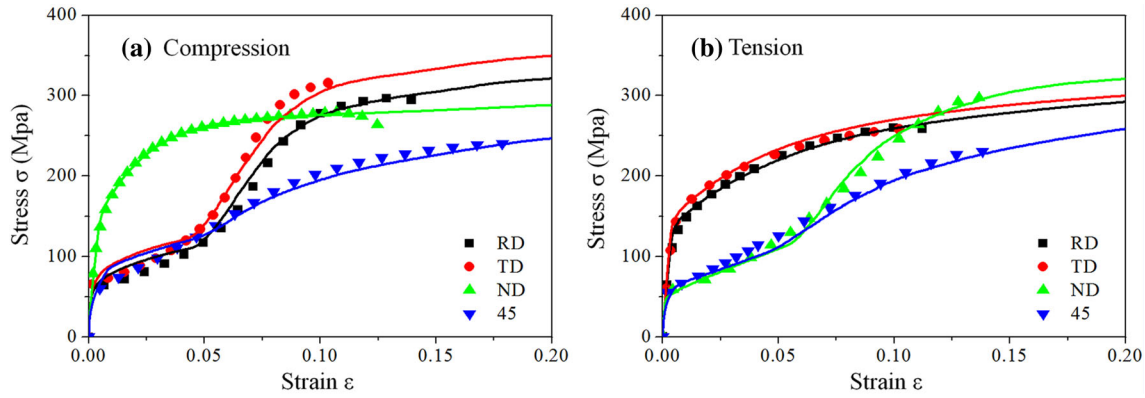 (a) Compression
Stress σ (Mpa)
400
300
200
100
0
RD
TD
ND
45
0.00 0.05 0.10 0.15 0.20
Strain ε
(b) Tension
Stress σ (Mpa)
400
300
200
100
0
RD
TD
ND
45
0.00 0.05 0.10 0.15 0.20
Strain ε